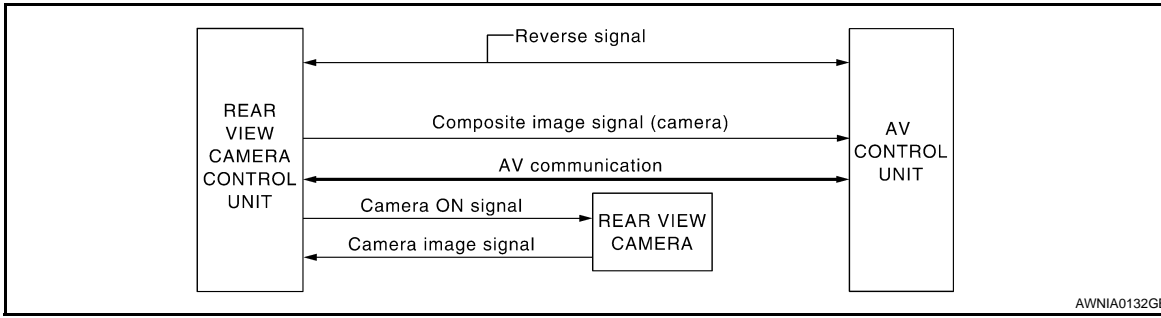 Reverse signal
REAR
VIEW
CAMERA
CONTROL
UNIT
Composite image signal (camera)
AV communication
Camera ON signal
Camera image signal
REAR VIEW
CAMERA
AV
CONTROL
UNIT
AWNIA0132GB